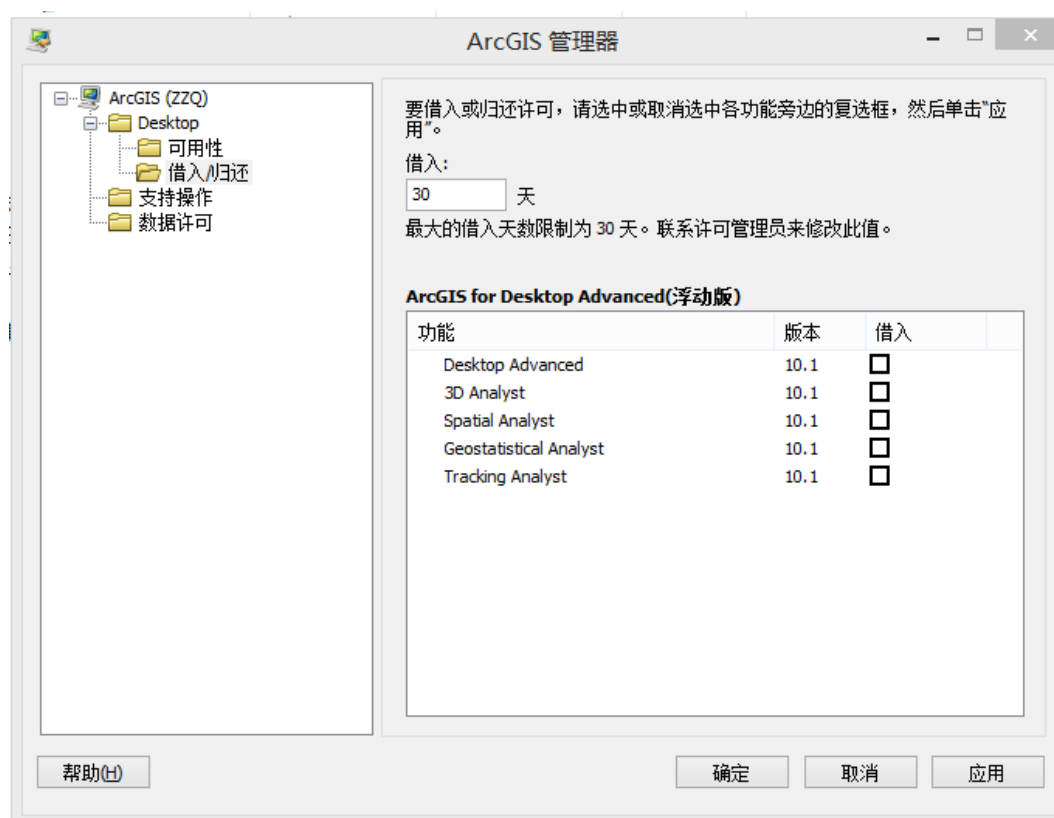 ArcGIS 管理器
ArcGIS (ZZQ)
Desktop
可用性
借入/归还
支持操作
数据许可
要借入或归还许可，请选中或取消选中各功能旁边的复选框，然后单击“应
用”。
借入:
30 天
最大的借入天数限制为 30 天。联系许可管理员来修改此值。
ArcGIS for Desktop Advanced(浮动版)
功能 版本 借入
Desktop Advanced 10.1
3D Analyst 10.1
Spatial Analyst 10.1
Geostatistical Analyst 10.1
Tracking Analyst 10.1
帮助(H) 确定 取消 应用